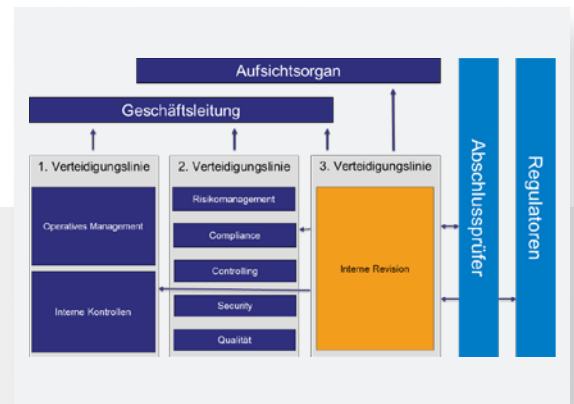 Aufsichtsorgan
Geschäftsleitung
1. Verteidigungslinie
2. Verteidigungslinie
3. Verteidigungslinie
Operatives Management
Interne Kontrollen
Risikomanagement
Compliance
Controlling
Security
Qualität
Interne Revision
Abschlussprüfer
Regulatoren